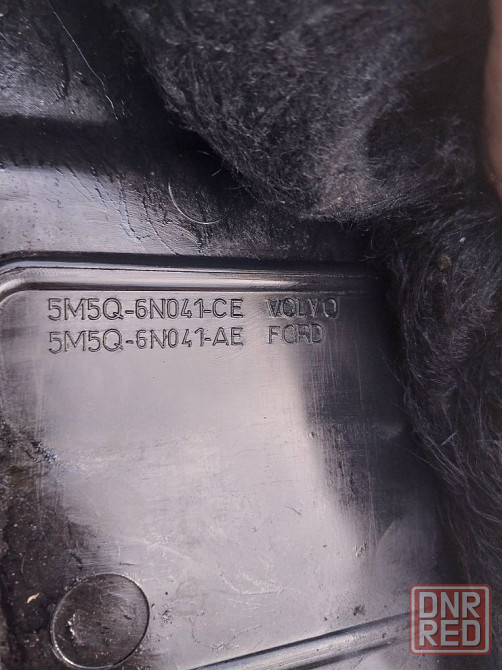 5M5Q-6N041-CE VOLVO
5M5Q-6N041-AE FORD
DNR
RED